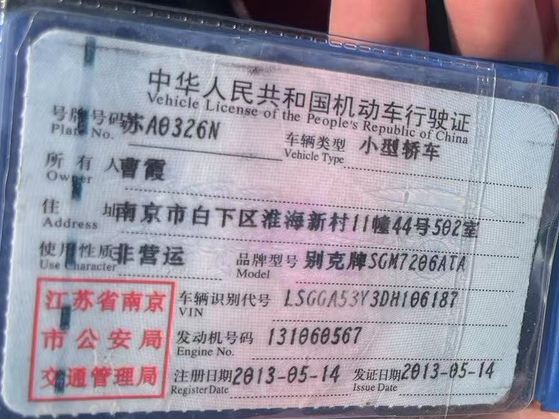 中华人民共和国机动车行驶证
Vehicle License of the People's Republic of China
号牌号码 苏A0326N 车辆类型 小型轿车
Plate No. Vehicle Type
所有人 曹霞
Owner
住址 南京市白下区淮海新村11幢44号502室
Address
使用性质 非营运 品牌型号 别克牌SGM7206ATA
Use Character Model
江苏省南京 车辆识别代号 LSGGA53Y3DH106187
VIN
市公安局 发动机号码 131060567
Engine No.
交通管理局 注册日期 2013-05-14 发证日期 2013-05-14
Register Date Issue Date